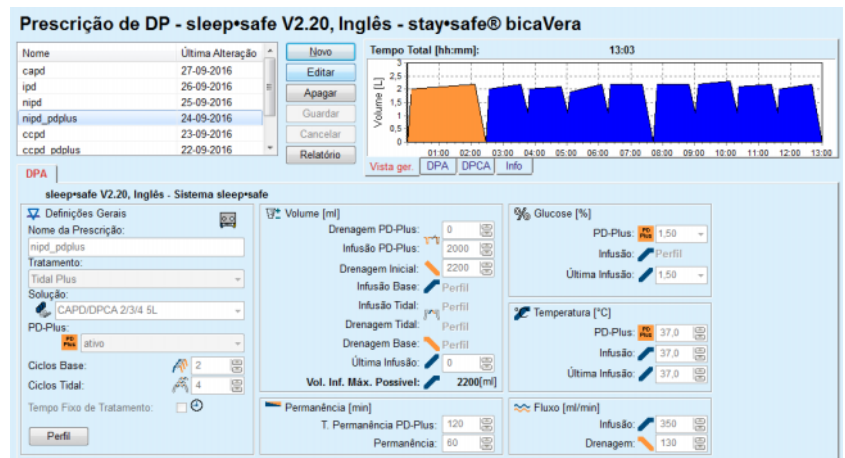 Prescrição de DP - sleep•safe V2.20, Inglês - stay•safe® bicaVera
Nome Última Alteração
capd 27-09-2016
ipd 26-09-2016
nipd 25-09-2016
nipd_pdplus 24-09-2016
ccpd 23-09-2016
ccpd_pdplus 22-09-2016
Novo
Editar
Apagar
Guardar
Cancelar
Relatório
Tempo Total [hh:mm]: 13:03
Volume [L]
3
2,5
2
1,5
1
0,5
0
01:00 02:00 03:00 04:00 05:00 06:00 07:00 08:00 09:00 10:00 11:00 12:00 13:00
Vista ger. DPA DPCA Info
DPA
sleep•safe V2.20, Inglês - Sistema sleep•safe
Definições Gerais
Nome da Prescrição:
nipd_pdplus
Tratamento:
Tidal Plus
Solução:
CAPD/DPCA 2/3/4 5L
PD-Plus:
PD Plus ativo
Ciclos Base: 2
Ciclos Tidal: 4
Tempo Fixo de Tratamento:
Perfil
Volume [ml]
Drenagem PD-Plus: 0
Infusão PD-Plus: 2000
Drenagem Inicial: 2200
Infusão Base: Perfil
Infusão Tidal: Perfil
Drenagem Tidal: Perfil
Drenagem Base: Perfil
Última Infusão: 0
Vol. Inf. Máx. Possível: 2200[ml]
Permanência [min]
T. Permanência PD-Plus: 120
Permanência: 60
Glucose [%]
PD-Plus: PD Plus 1,50
Infusão: Perfil
Última Infusão: 1,50
Temperatura [°C]
PD-Plus: PD Plus 37,0
Infusão: 37,0
Última Infusão: 37,0
Fluxo [ml/min]
Infusão: 350
Drenagem: 130